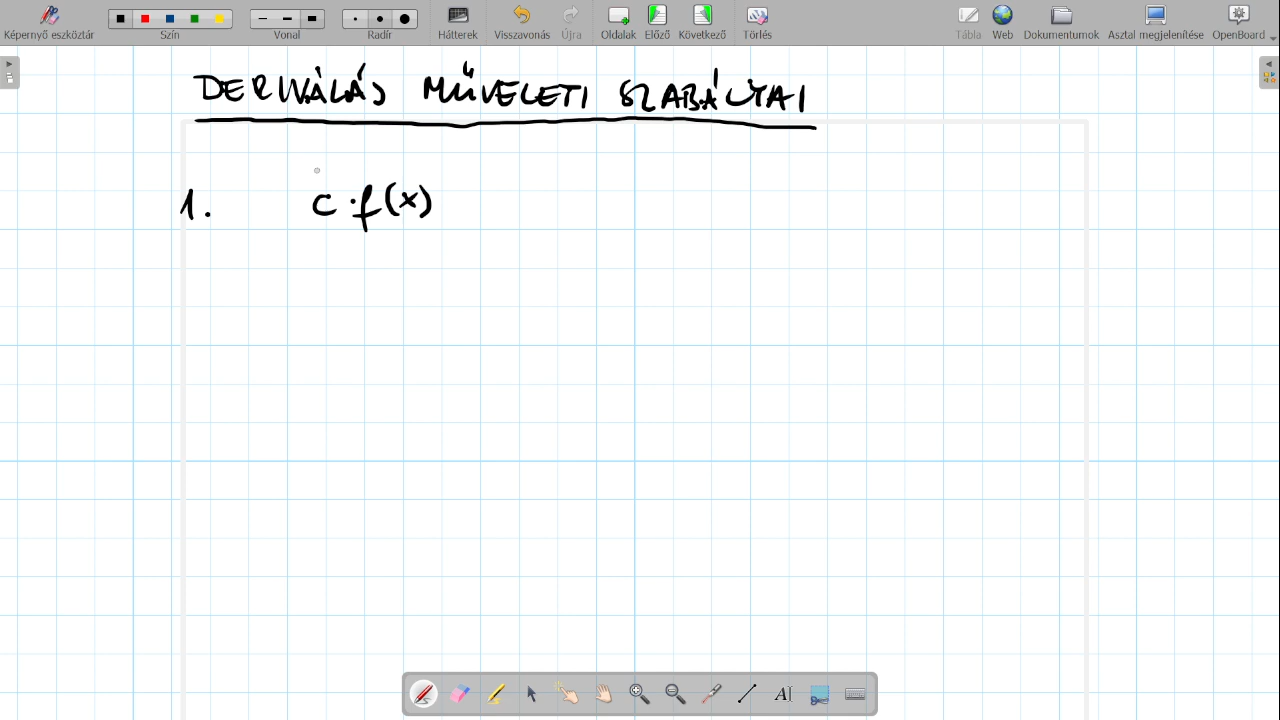 Képernyő eszköztár Szín Vonal Radír Hátterek Visszavonás Újra Oldalak Előző Következő Törlés Tábla Web Dokumentumok Asztal megjelenítése OpenBoard
DERIVÁLÁS MŰVELETI SZABÁLYAI
1. c·f(x)